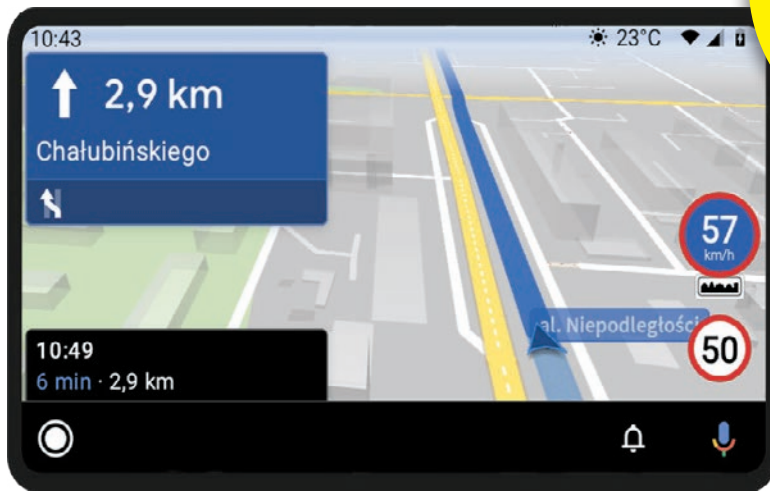 10:43
23°C
2,9 km
Chałubińskiego
57
km/h
al. Niepodległości
50
10:49
6 min · 2,9 km